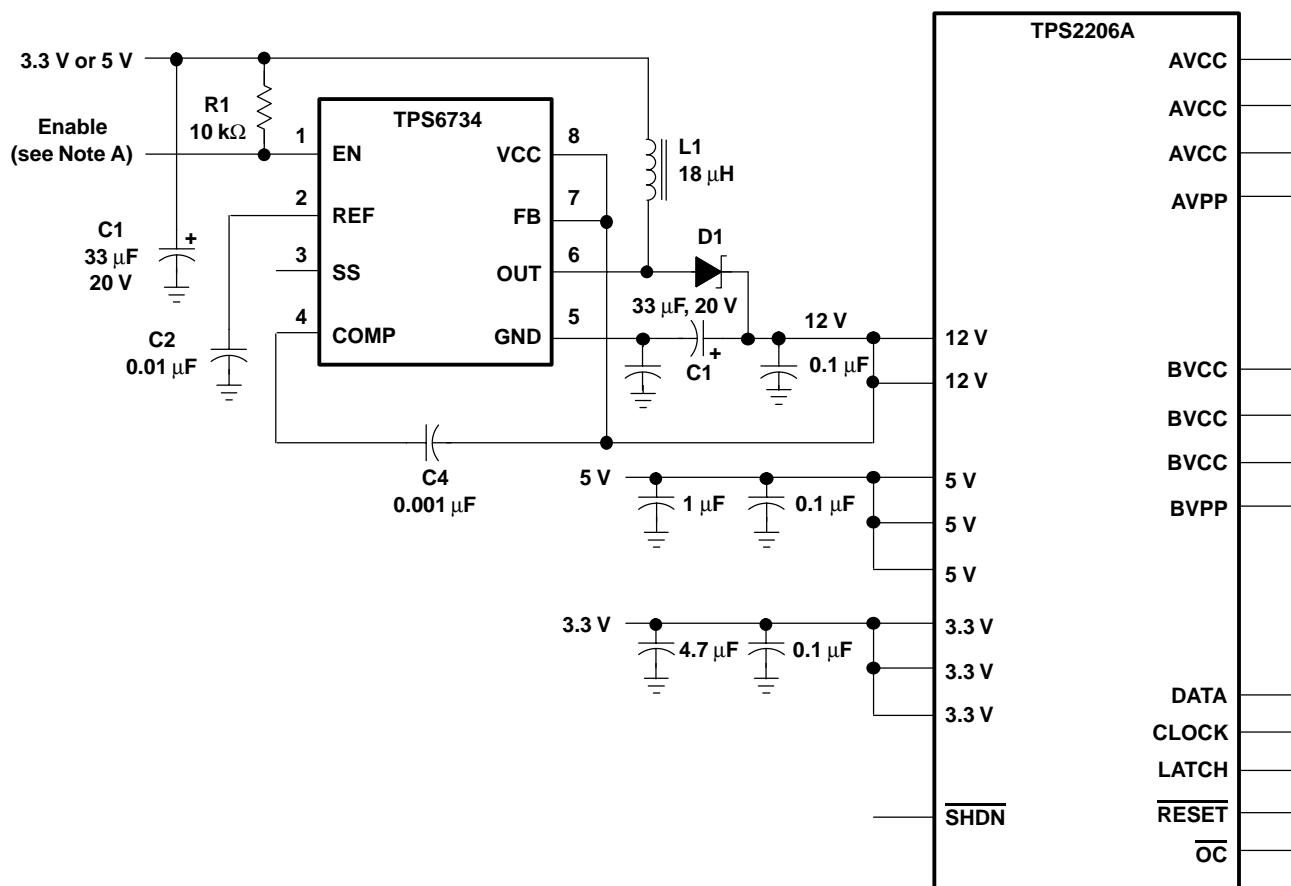 TPS2206A
3.3 V or 5 V
AVCC
R1
10 kΩ
AVCC
TPS6734
Enable
(see Note A)
1
EN
8
VCC
L1
18 μH
AVCC
2
REF
7
FB
AVPP
C1
33 μF
20 V
+
3
SS
6
OUT
D1
33 μF, 20 V
4
COMP
5
GND
12 V
12 V
C2
0.01 μF
+
C1
0.1 μF
12 V
BVCC
BVCC
C4
0.001 μF
5 V
5 V
BVCC
1 μF
0.1 μF
BVPP
5 V
5 V
3.3 V
3.3 V
4.7 μF
0.1 μF
3.3 V
3.3 V
DATA
CLOCK
LATCH
SHDN
RESET
OC